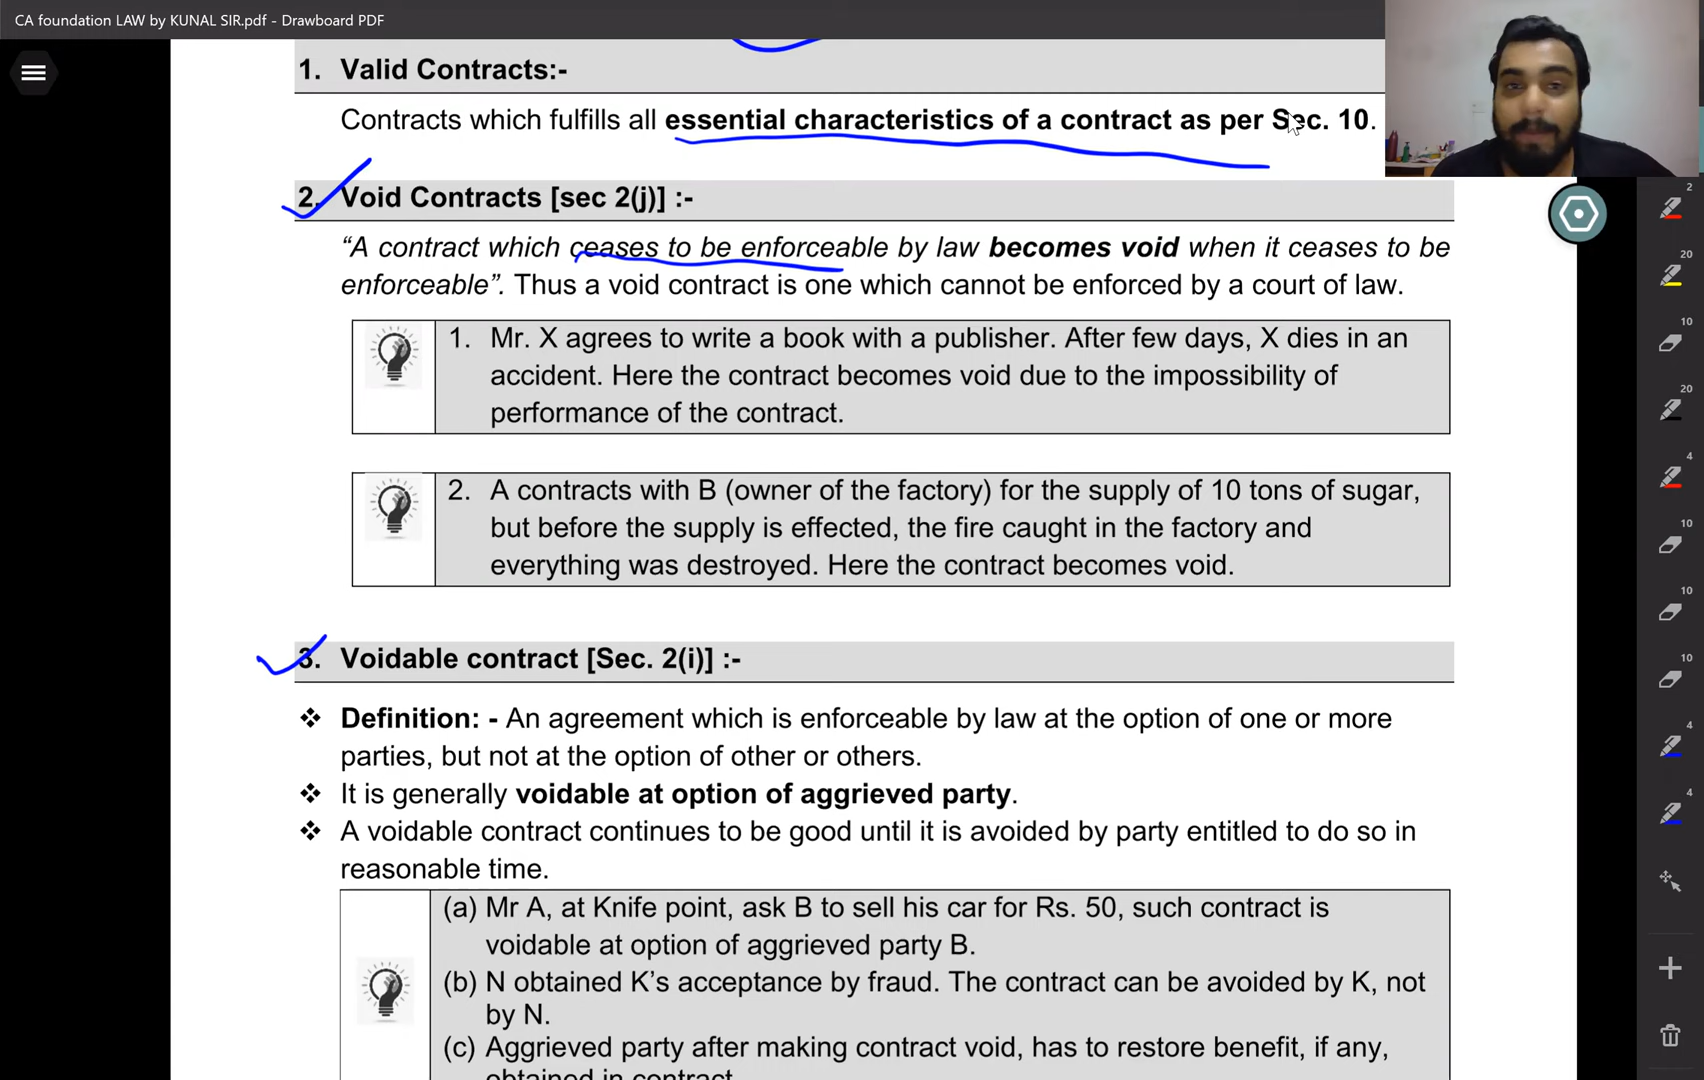 CA foundation LAW by KUNAL SIR.pdf - Drawboard PDF
1. Valid Contracts:-
Contracts which fulfills all essential characteristics of a contract as per Sec. 10.
2. Void Contracts [sec 2(j)] :-
“A contract which ceases to be enforceable by law becomes void when it ceases to be
enforceable”. Thus a void contract is one which cannot be enforced by a court of law.
1. Mr. X agrees to write a book with a publisher. After few days, X dies in an
accident. Here the contract becomes void due to the impossibility of
performance of the contract.
2. A contracts with B (owner of the factory) for the supply of 10 tons of sugar,
but before the supply is effected, the fire caught in the factory and
everything was destroyed. Here the contract becomes void.
3. Voidable contract [Sec. 2(i)] :-
❖ Definition: - An agreement which is enforceable by law at the option of one or more
parties, but not at the option of other or others.
❖ It is generally voidable at option of aggrieved party.
❖ A voidable contract continues to be good until it is avoided by party entitled to do so in
reasonable time.
(a) Mr A, at Knife point, ask B to sell his car for Rs. 50, such contract is
voidable at option of aggrieved party B.
(b) N obtained K’s acceptance by fraud. The contract can be avoided by K, not
by N.
(c) Aggrieved party after making contract void, has to restore benefit, if any,
obtained in contract
2
20
10
20
4
10
10
10
4
4